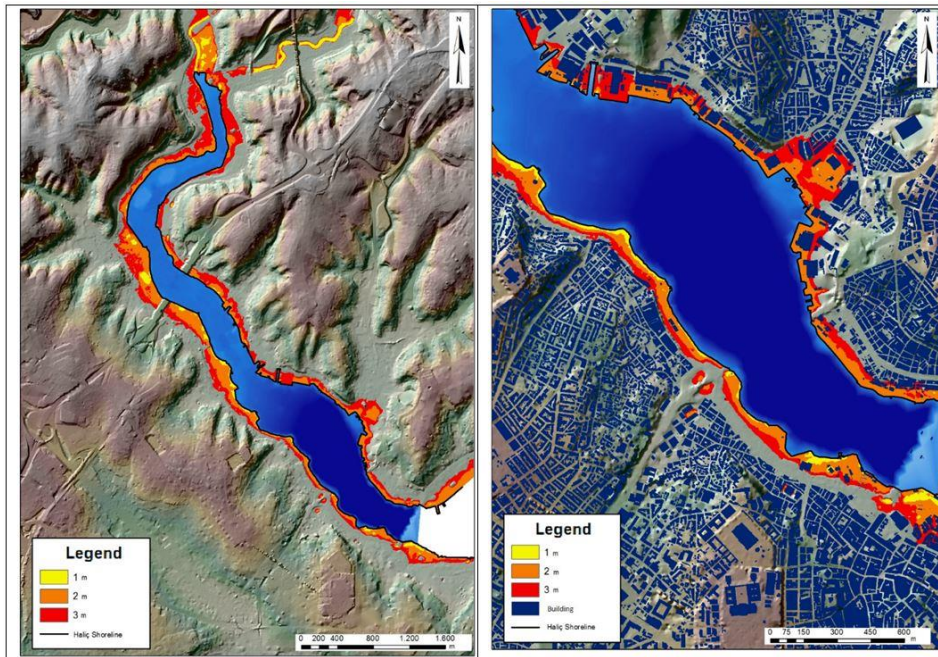 N
Legend
1 m
2 m
3 m
Haliç Shoreline
0 200 400 800 1.200 1.600
m
N
Legend
1 m
2 m
3 m
Building
Haliç Shoreline
0 75 150 300 450 600
m